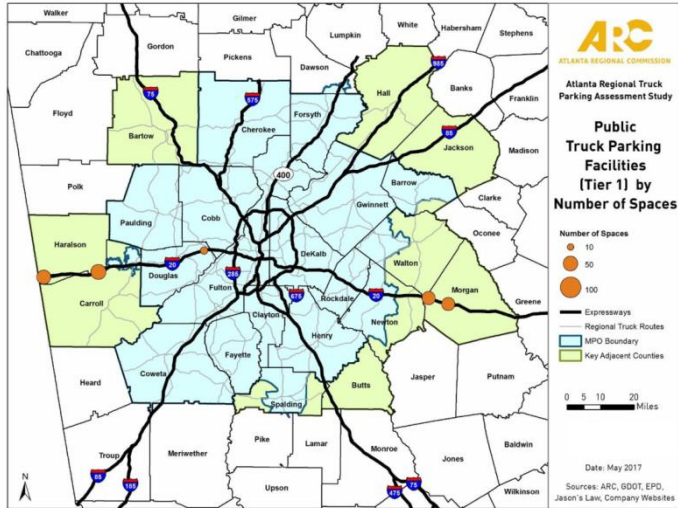 Walker
Gilmer
White
Habersham
Lumpkin
Stephens
Chattooga
Gordon
Pickens
Dawson
985
Banks
Franklin
75
575
Hall
Floyd
Bartow
Cherokee
Forsyth
85
Jackson
Madison
400
Polk
Barrow
Paulding
Cobb
Gwinnett
Clarke
Oconee
Haralson
DeKalb
Walton
20
Douglas
285
Morgan
Fulton
Rockdale
20
Greene
Carroll
675
Clayton
Newton
Henry
Fayette
Coweta
Butts
Jasper
Putnam
Heard
Spalding
Troup
Meriwether
Pike
Lamar
Monroe
Jones
Baldwin
85
185
Upson
475
75
Wilkinson
N
ARC
ATLANTA REGIONAL COMMISSION
Atlanta Regional Truck
Parking Assessment Study
Public
Truck Parking
Facilities
(Tier 1) by
Number of Spaces
Number of Spaces
10
50
100
Expressways
Regional Truck Routes
MPO Boundary
Key Adjacent Counties
0 5 10 20
Miles
Date: May 2017
Sources: ARC, GDOT, EPD,
Jason's Law, Company Websites